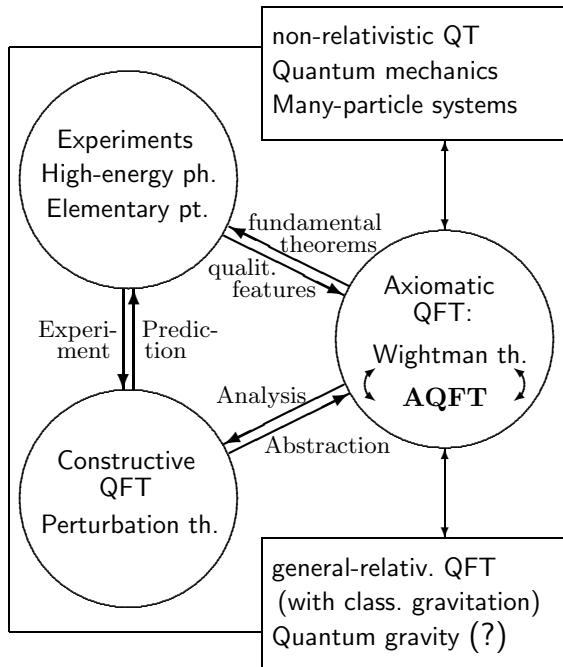 non-relativistic QT
Quantum mechanics
Many-particle systems
Experiments
High-energy ph.
Elementary pt.
fundamental
theorems
qualit.
features
Axiomatic
QFT:
Wightman th.
AQFT
Experi-
ment
Predic-
tion
Analysis
Abstraction
Constructive
QFT
Perturbation th.
general-relativ. QFT
(with class. gravitation)
Quantum gravity (?)